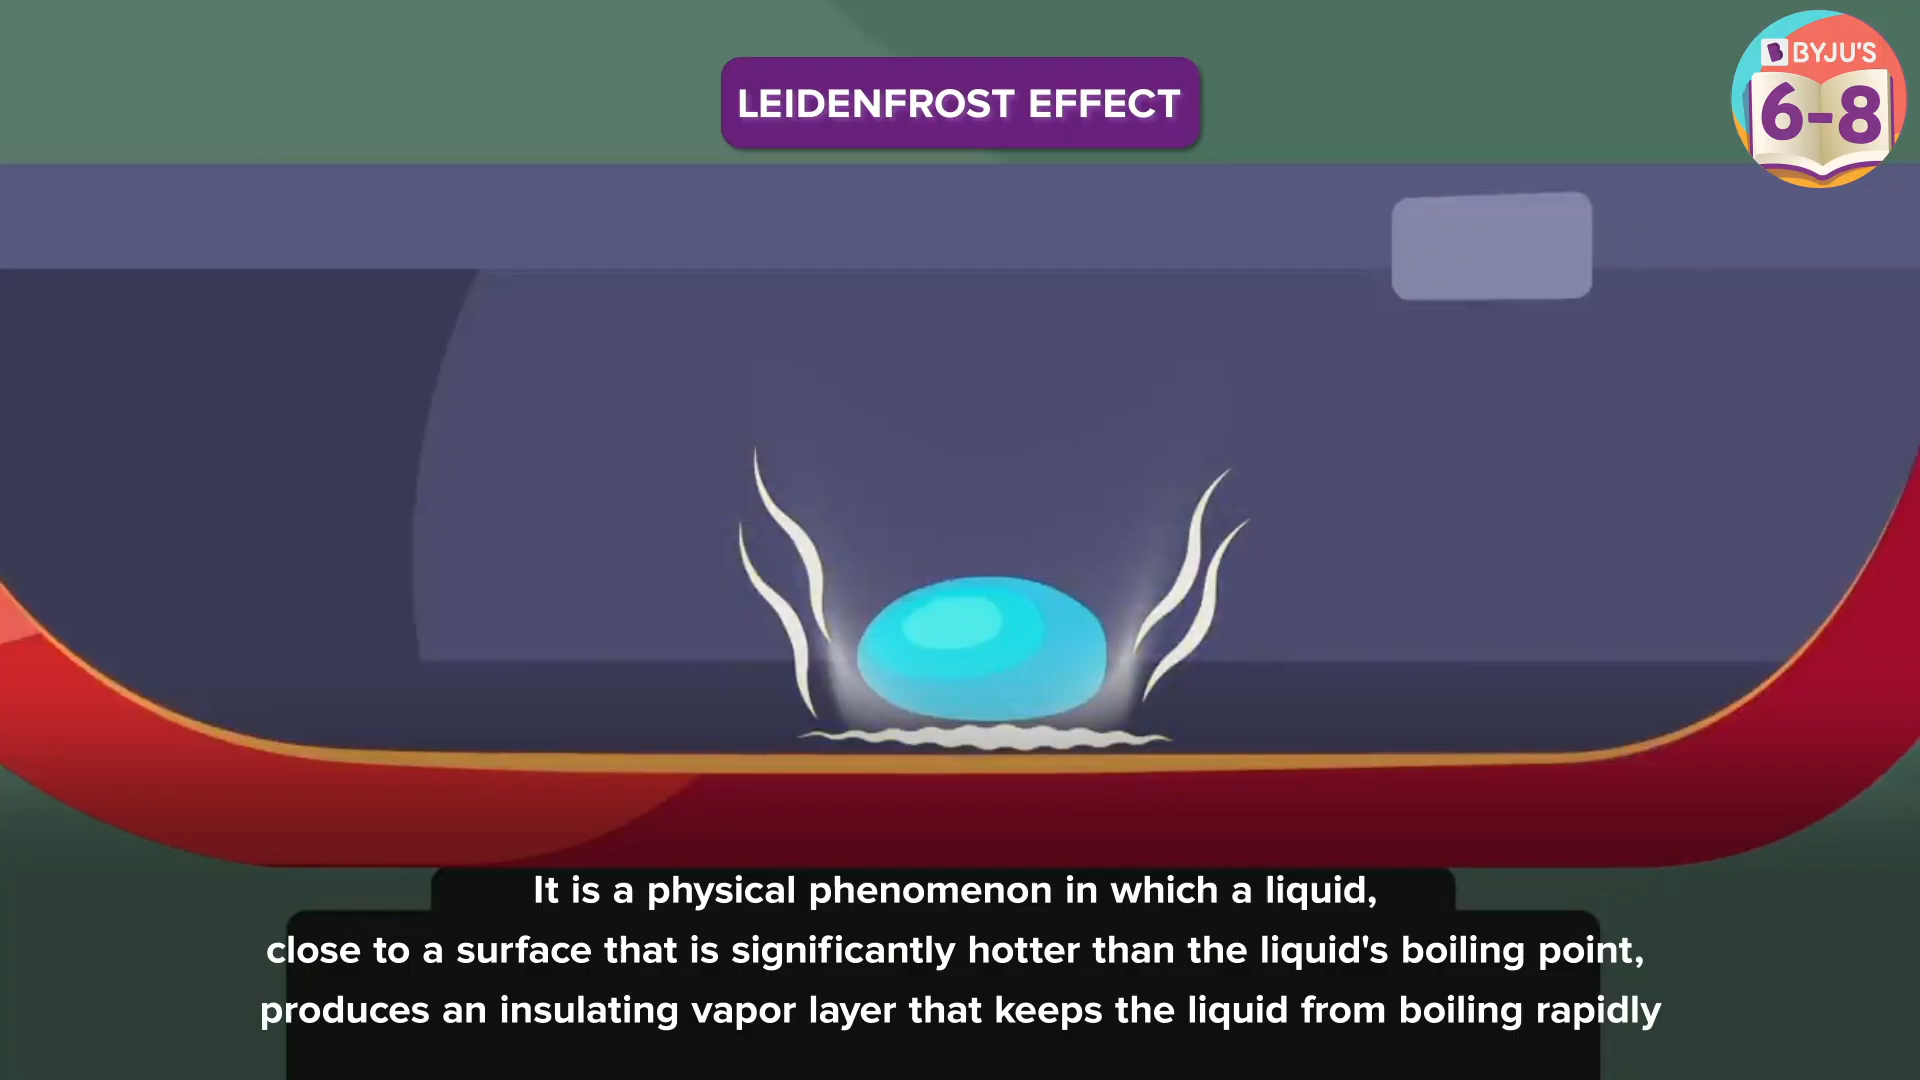 LEIDENFROST EFFECT
BYJU'S
6-8
It is a physical phenomenon in which a liquid,
close to a surface that is significantly hotter than the liquid's boiling point,
produces an insulating vapor layer that keeps the liquid from boiling rapidly